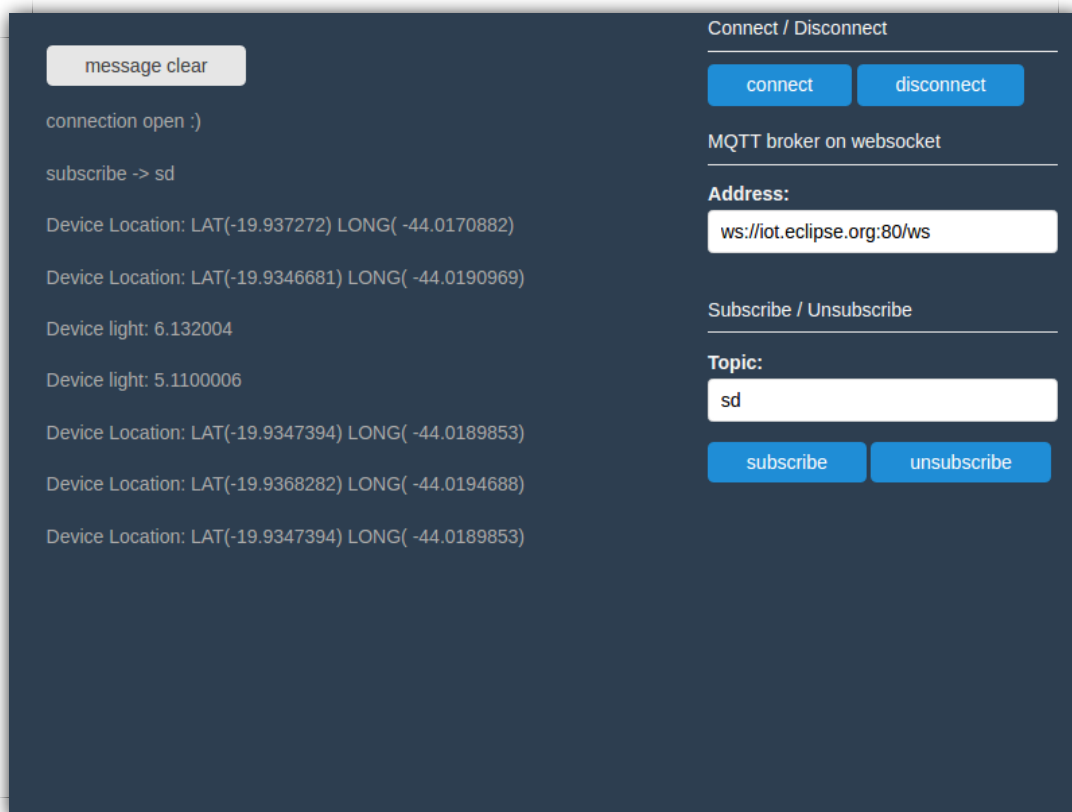 message clear
connection open :)
subscribe -> sd
Device Location: LAT(-19.937272) LONG( -44.0170882)
Device Location: LAT(-19.9346681) LONG( -44.0190969)
Device light: 6.132004
Device light: 5.1100006
Device Location: LAT(-19.9347394) LONG( -44.0189853)
Device Location: LAT(-19.9368282) LONG( -44.0194688)
Device Location: LAT(-19.9347394) LONG( -44.0189853)
Connect / Disconnect
connect disconnect
MQTT broker on websocket
Address:
ws://iot.eclipse.org:80/ws
Subscribe / Unsubscribe
Topic:
sd
subscribe unsubscribe